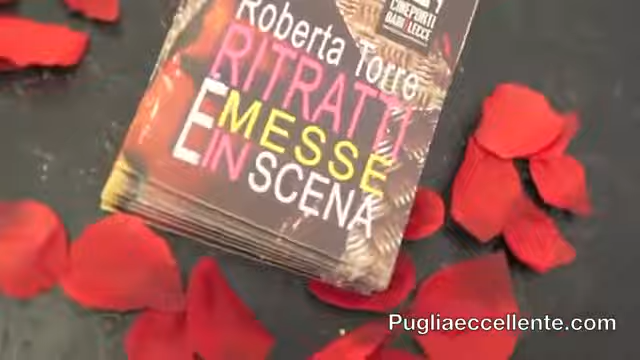 CINEPORTI
BARI/LECCE
Roberta Torre
RITRATTI
E MESSE
IN SCENA
Pugliaeccellente.com